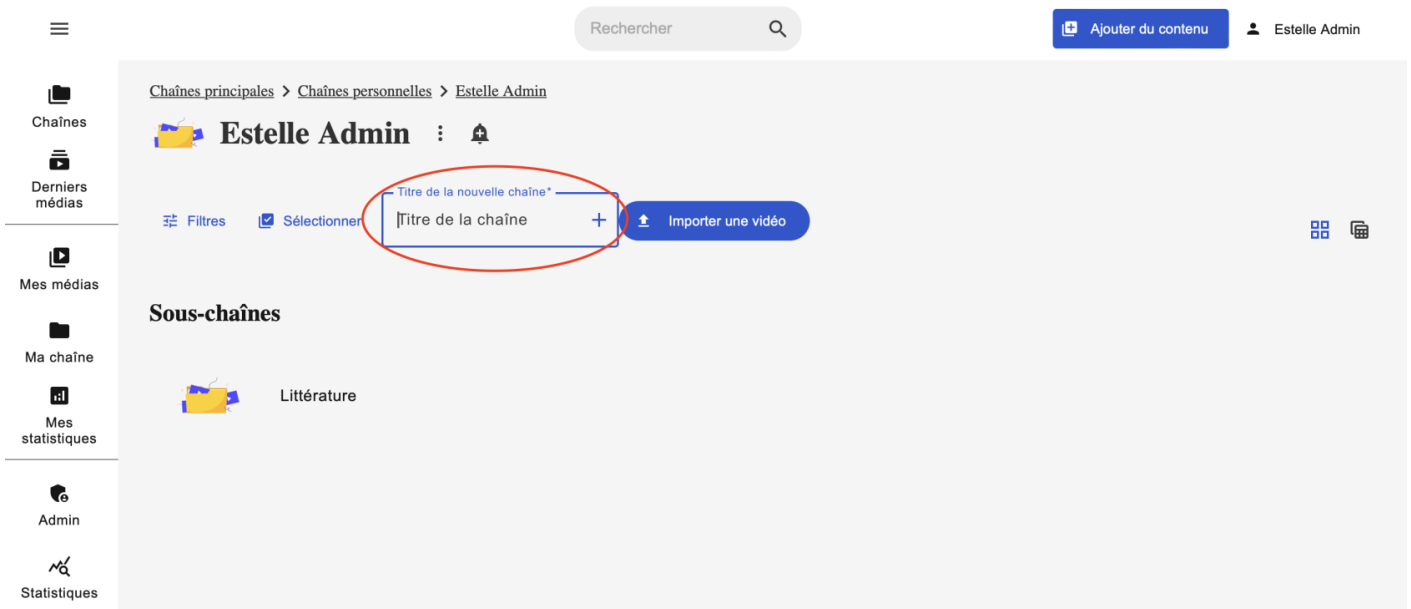 Rechercher
Ajouter du contenu
Estelle Admin
Chaînes
Derniers
médias
Mes médias
Ma chaîne
Mes
statistiques
Admin
Statistiques
Chaînes principales > Chaînes personnelles > Estelle Admin
Estelle Admin
Filtres
Sélectionner
Titre de la nouvelle chaîne*
Titre de la chaîne
Importer une vidéo
Sous-chaînes
Littérature